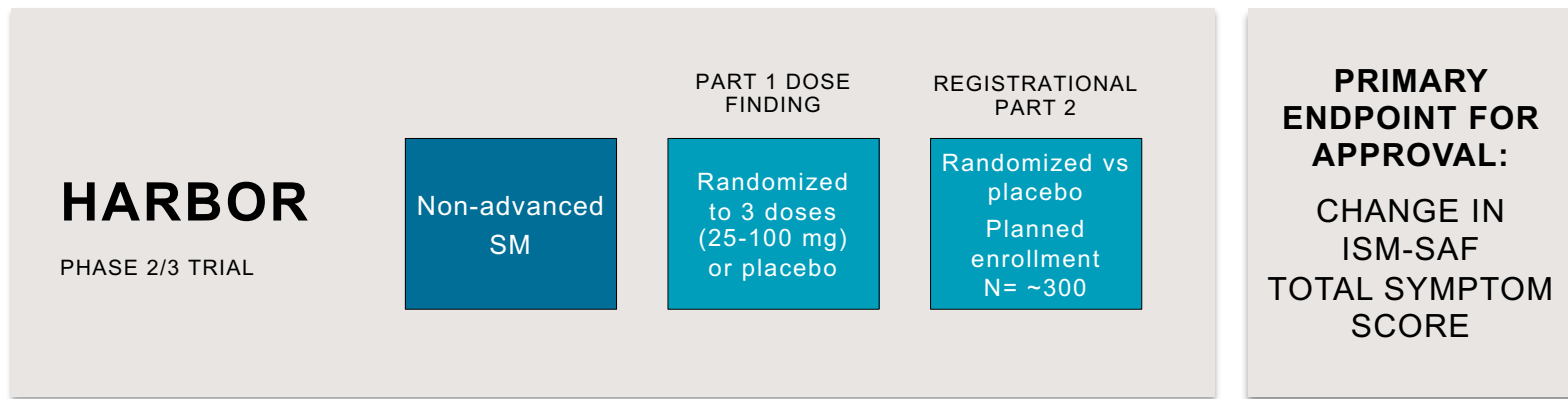 HARBOR
PHASE 2/3 TRIAL
Non-advanced
SM
PART 1 DOSE
FINDING
Randomized
to 3 doses
(25-100 mg)
or placebo
REGISTRATIONAL
PART 2
Randomized vs
placebo
Planned
enrollment
N= ~300
PRIMARY
ENDPOINT FOR
APPROVAL:
CHANGE IN
ISM-SAF
TOTAL SYMPTOM
SCORE